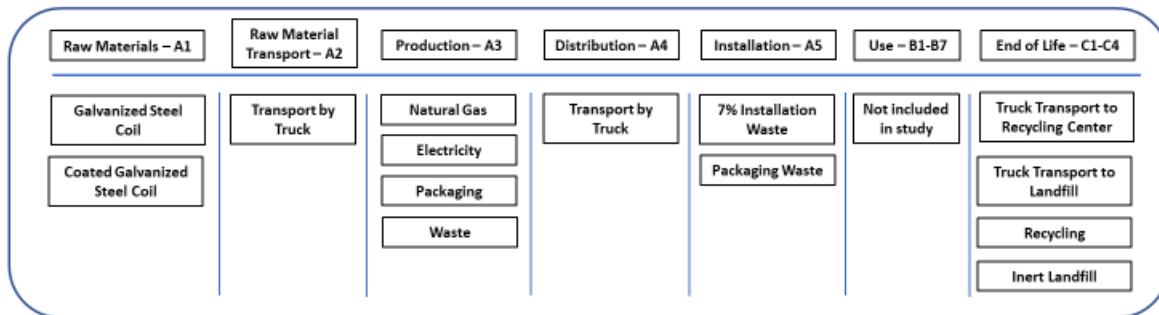 Raw Materials – A1
Raw Material
Transport – A2
Production – A3
Distribution – A4
Installation – A5
Use – B1-B7
End of Life – C1-C4
Galvanized Steel
Coil
Coated Galvanized
Steel Coil
Transport by
Truck
Natural Gas
Electricity
Packaging
Waste
Transport by
Truck
7% Installation
Waste
Packaging Waste
Not included
in study
Truck Transport to
Recycling Center
Truck Transport to
Landfill
Recycling
Inert Landfill